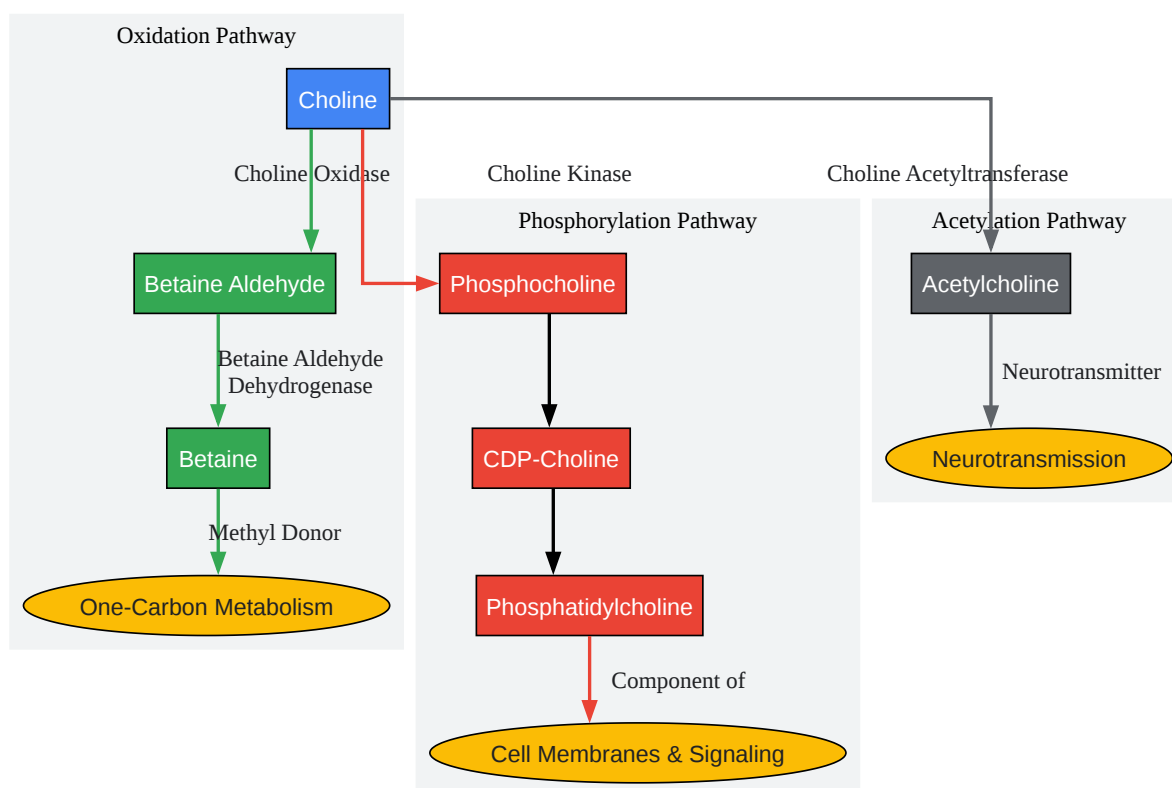 Oxidation Pathway
Choline
Choline Oxidase
Choline Kinase
Choline Acetyltransferase
Phosphorylation Pathway
Acetylation Pathway
Betaine Aldehyde
Phosphocholine
Acetylcholine
Betaine Aldehyde
Dehydrogenase
Neurotransmitter
Betaine
CDP-Choline
Neurotransmission
Methyl Donor
One-Carbon Metabolism
Phosphatidylcholine
Component of
Cell Membranes & Signaling